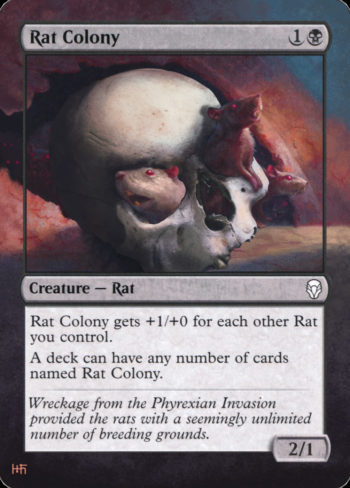 Rat Colony 1
Creature — Rat
Rat Colony gets +1/+0 for each other Rat
you control.
A deck can have any number of cards
named Rat Colony.
Wreckage from the Phyrexian Invasion
provided the rats with a seemingly unlimited
number of breeding grounds.
2/1